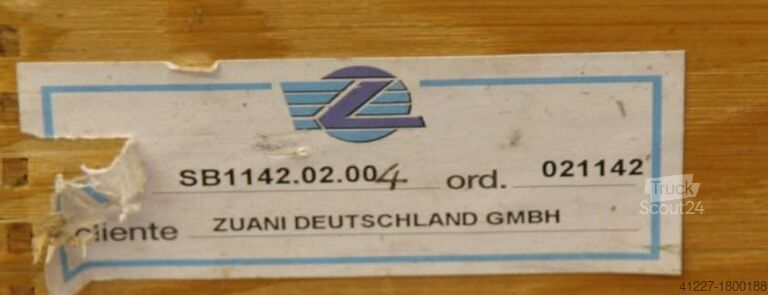 SB1142.02.004 ord. 021142
cliente ZUANI DEUTSCHLAND GMBH
Truck
Scout24
41227-1800188